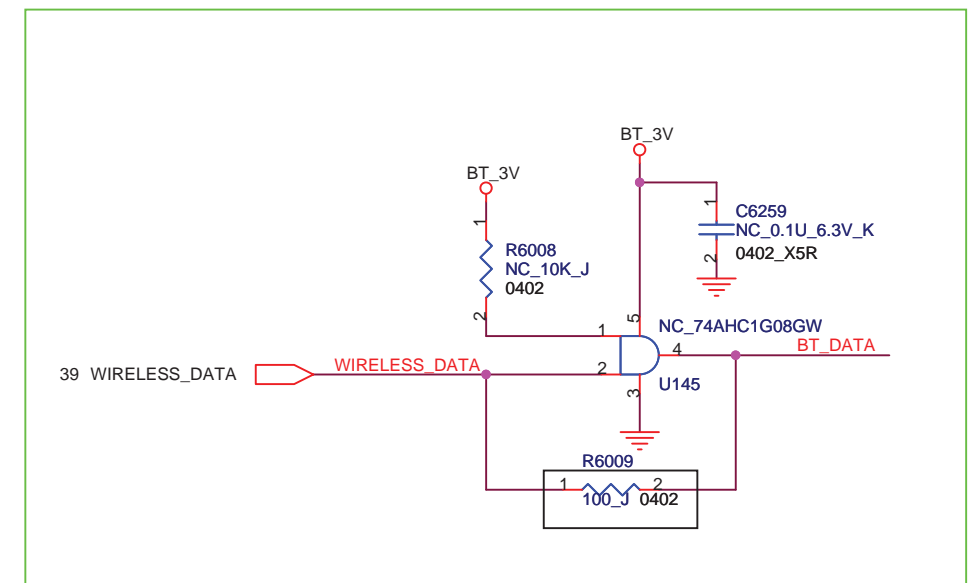 BT_3V
BT_3V
1
R6008
NC_10K_J
0402
2
1
C6259
NC_0.1U_6.3V_K
0402_X5R
2
5
NC_74AHC1G08GW
1
4
BT_DATA
39 WIRELESS_DATA
WIRELESS_DATA
2
U145
3
R6009
1
2
100_J 0402